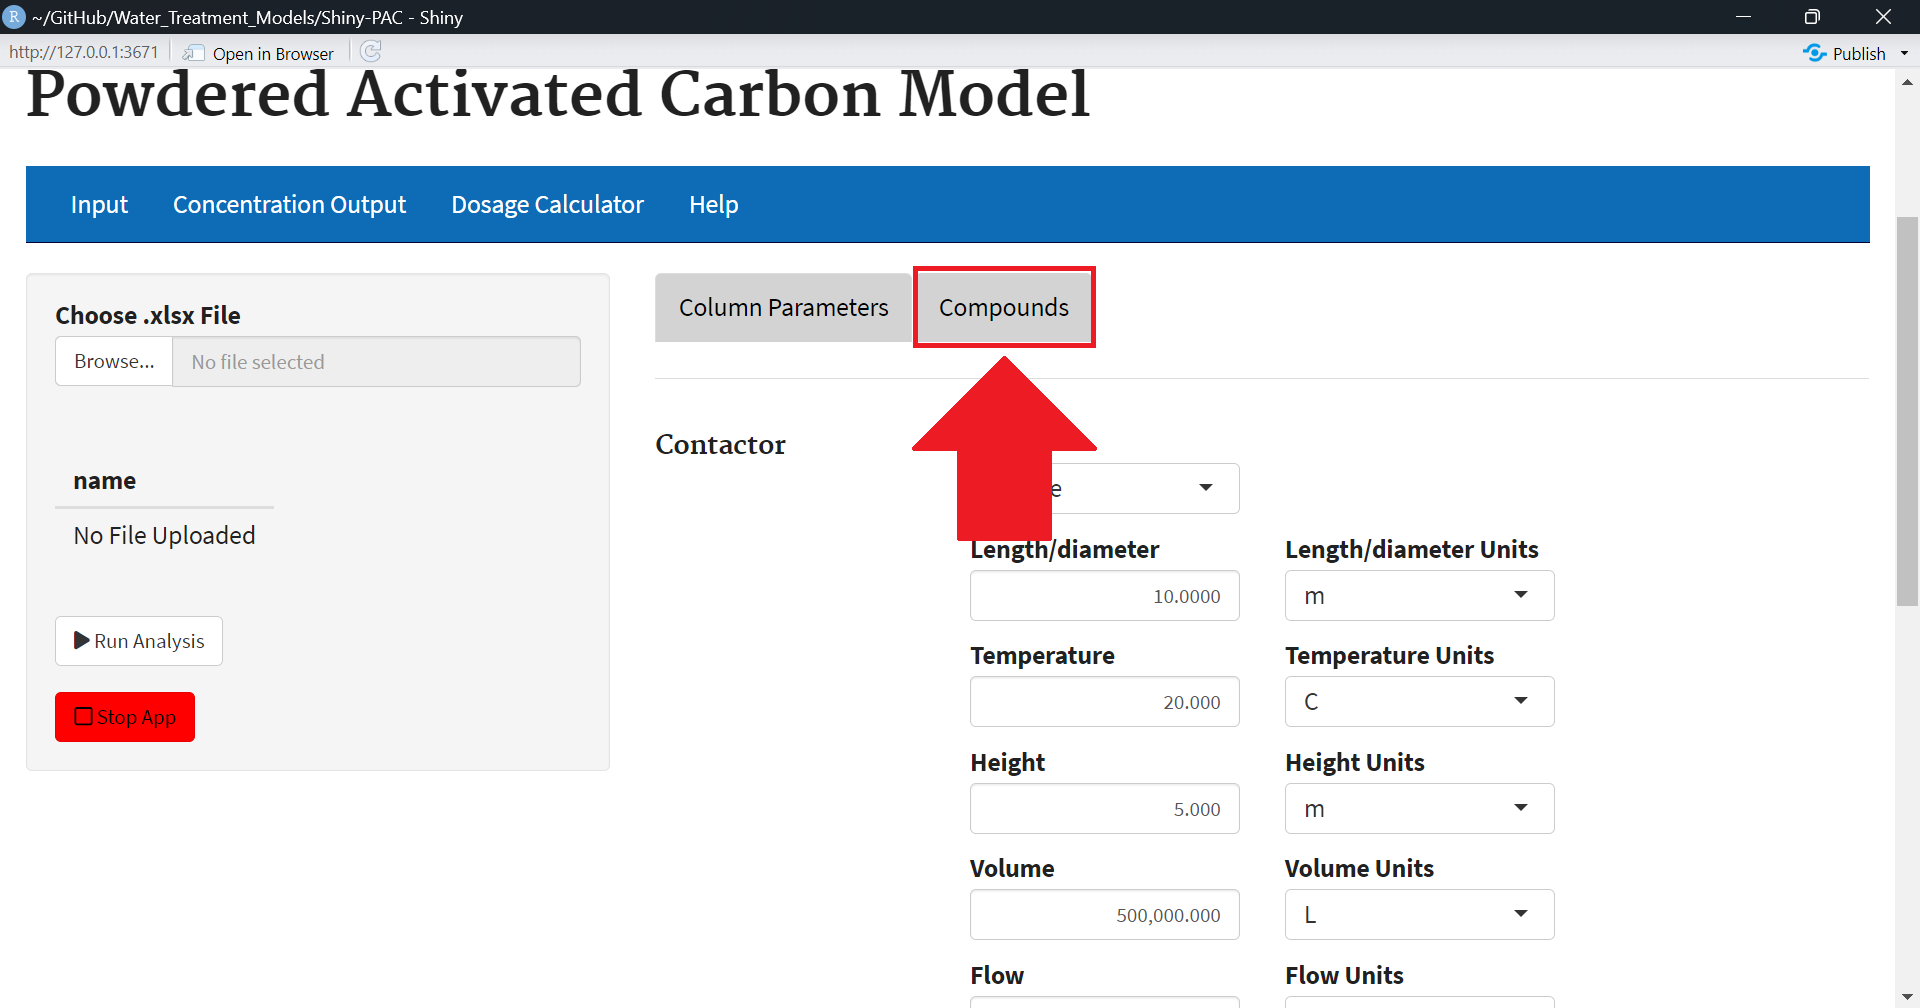 R ~/GitHub/Water_Treatment_Models/Shiny-PAC - Shiny
http://127.0.0.1:3671 Open in Browser Publish
Powdered Activated Carbon Model
Input Concentration Output Dosage Calculator Help
Choose .xlsx File
Browse... No file selected
name
No File Uploaded
Run Analysis
Stop App
Column Parameters Compounds
Contactor
Length/diameter Length/diameter Units
10.0000 m
Temperature Temperature Units
20.000 C
Height Height Units
5.000 m
Volume Volume Units
500,000.000 L
Flow Flow Units